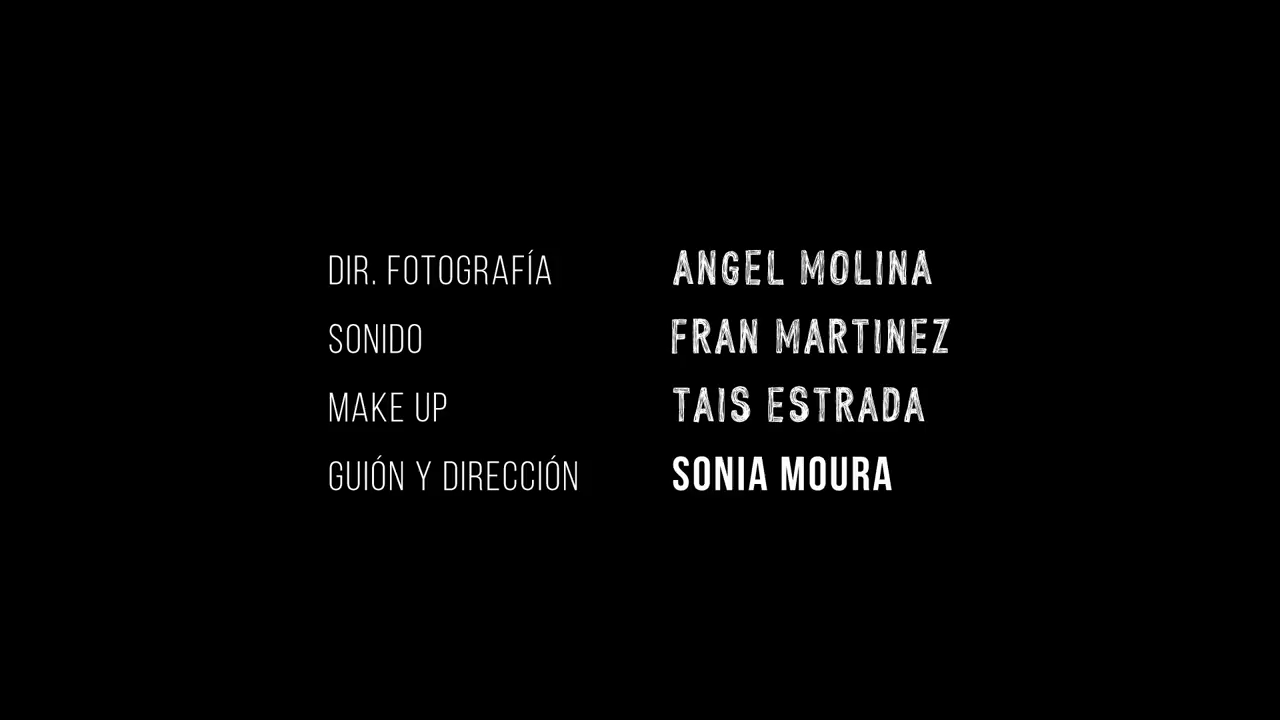 DIR. FOTOGRAFÍA ANGEL MOLINA
SONIDO FRAN MARTINEZ
MAKE UP TAIS ESTRADA
GUIÓN Y DIRECCIÓN SONIA MOURA